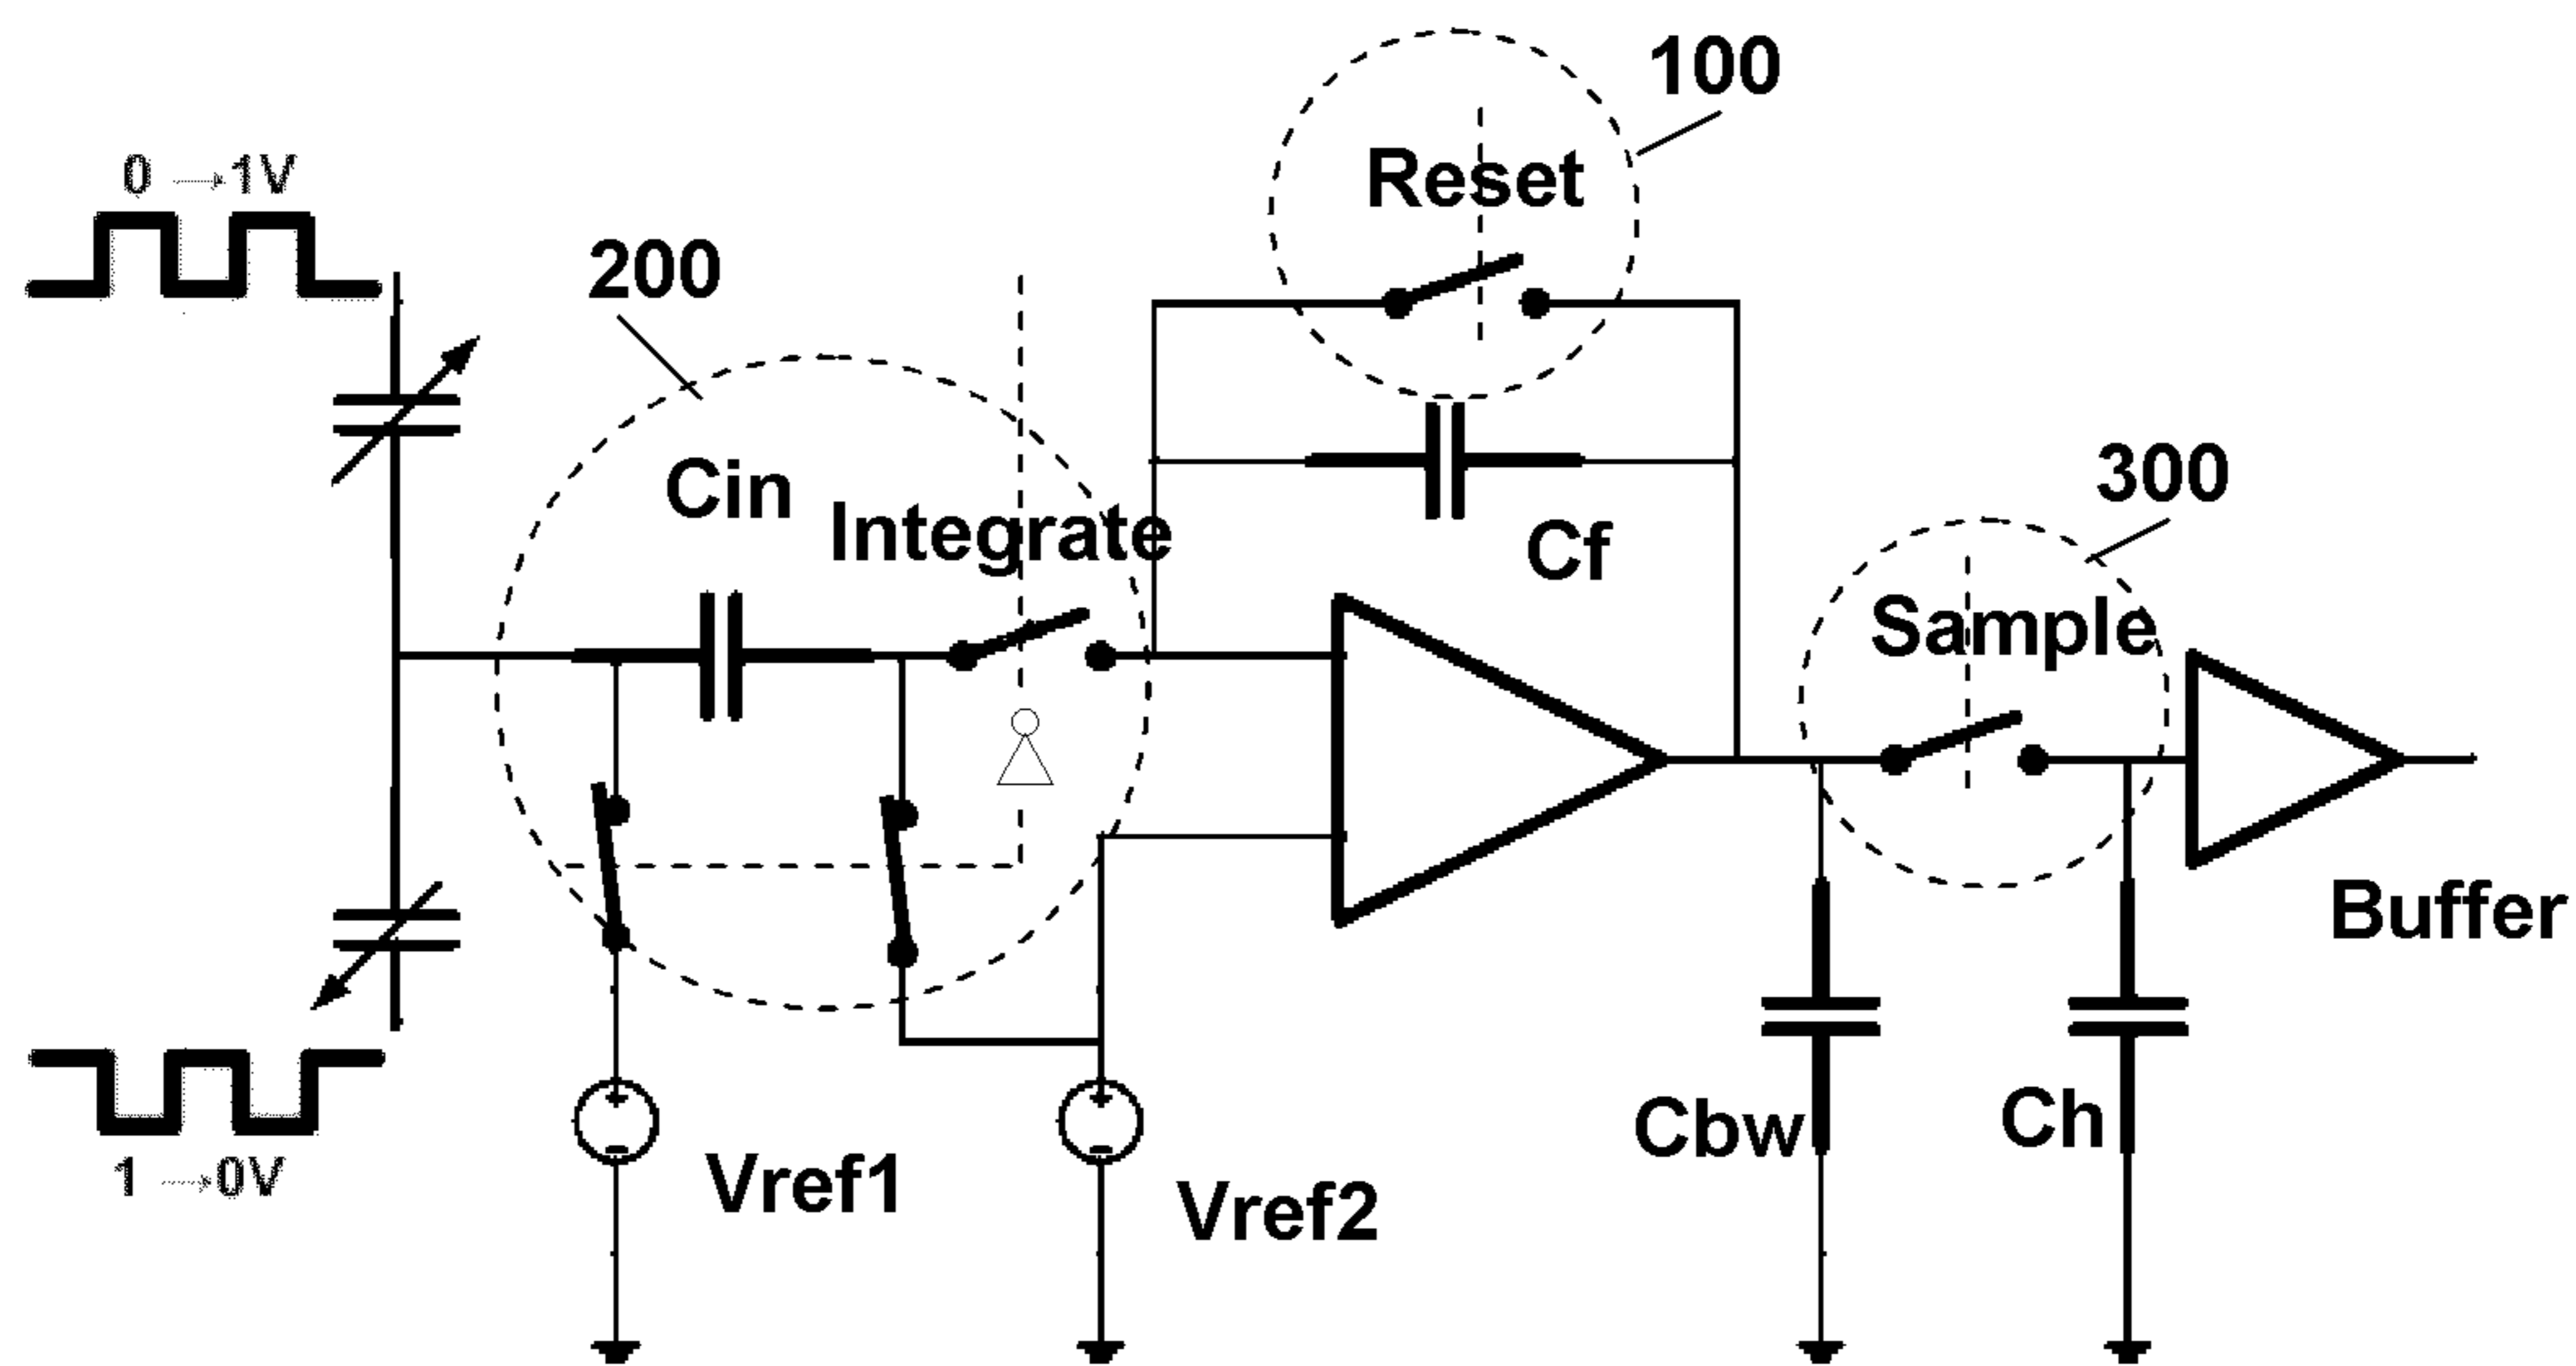 100
0 →1V
Reset
200
Cin
Integrate
300
Cf
Sample
Buffer
Cbw
Ch
1 →0V
Vref1
Vref2